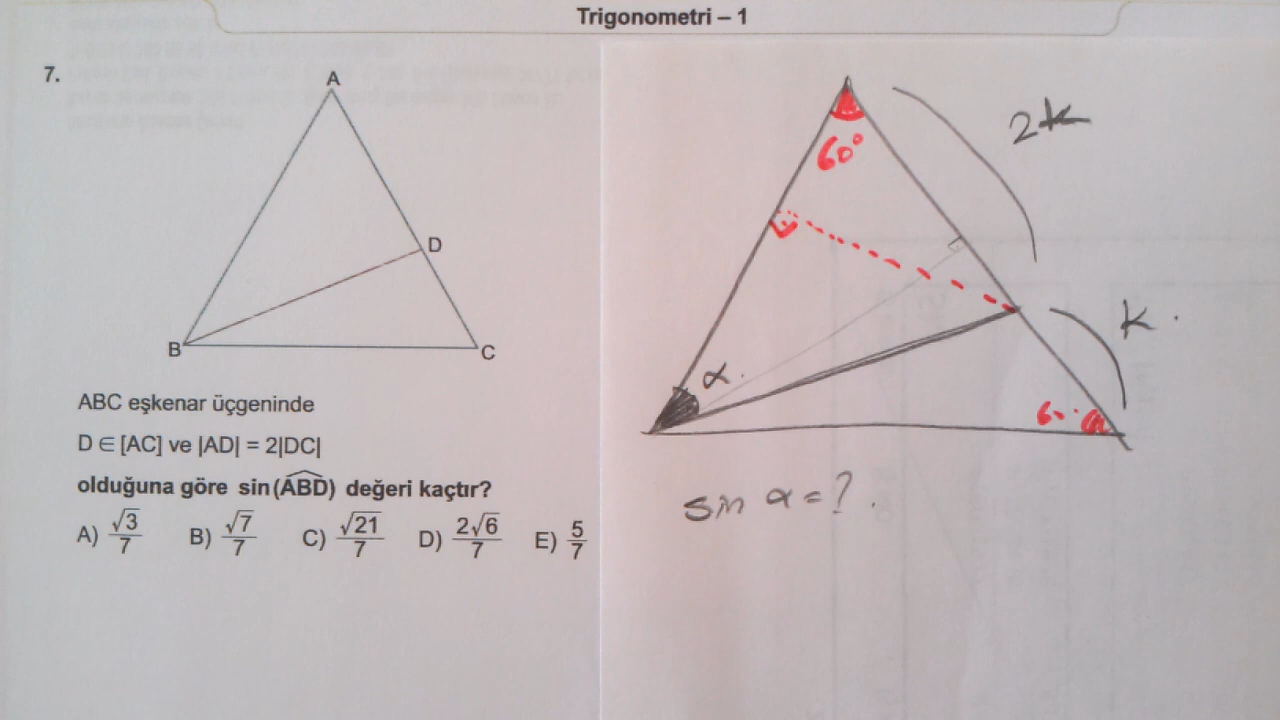 Trigonometri – 1
7.
A
D
B
C
ABC eşkenar üçgeninde
D ∈ [AC] ve |AD| = 2|DC|
olduğuna göre sin(ABD) değeri kaçtır?
A) √3/7 B) √7/7 C) √21/7 D) 2√6/7 E) 5/7
2k
60°
k.
α.
60°
sin α = ?.